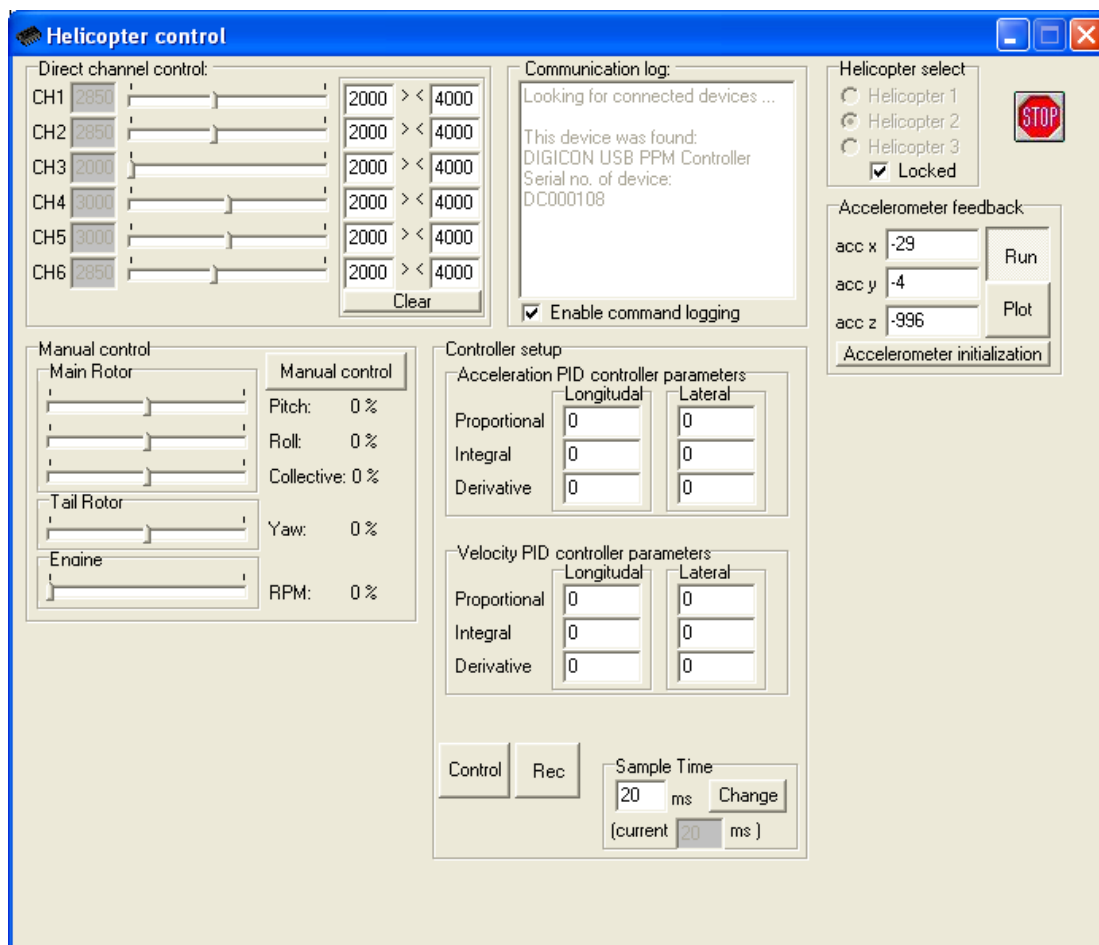 Helicopter control
Direct channel control:
CH1 2850 2000 > < 4000
CH2 2850 2000 > < 4000
CH3 2000 2000 > < 4000
CH4 3000 2000 > < 4000
CH5 3000 2000 > < 4000
CH6 2850 2000 > < 4000
Clear
Communication log:
Looking for connected devices ...
This device was found:
DIGICON USB PPM Controller
Serial no. of device:
DC000108
Enable command logging
Helicopter select
Helicopter 1
Helicopter 2
Helicopter 3
Locked
STOP
Accelerometer feedback
acc x -29
acc y -4
acc z -996
Run
Plot
Accelerometer initialization
Manual control
Main Rotor
Manual control
Pitch: 0 %
Roll: 0 %
Collective: 0 %
Tail Rotor
Yaw: 0 %
Engine
RPM: 0 %
Controller setup
Acceleration PID controller parameters
Longitudal Lateral
Proportional 0 0
Integral 0 0
Derivative 0 0
Velocity PID controller parameters
Longitudal Lateral
Proportional 0 0
Integral 0 0
Derivative 0 0
Control
Rec
Sample Time
20 ms Change
(current 20 ms )